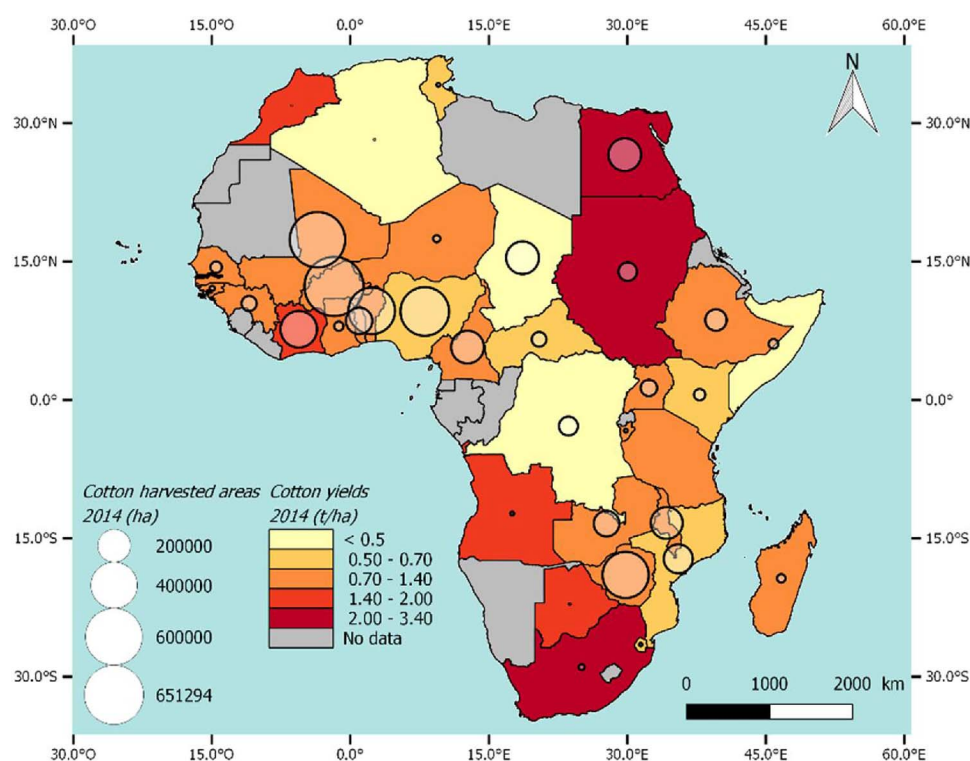 30.0°O 15.0°O 0.0° 15.0°E 30.0°E 45.0°E 60.0°E
N
30.0°N 30.0°N
15.0°N 15.0°N
0.0° 0.0°
Cotton harvested areas
2014 (ha)
200000
400000
600000
651294
Cotton yields
2014 (t/ha)
< 0.5
0.50 - 0.70
0.70 - 1.40
1.40 - 2.00
2.00 - 3.40
No data
15.0°S 15.0°S
30.0°S 30.0°S
0 1000 2000 km
30.0°O 15.0°O 0.0° 15.0°E 30.0°E 45.0°E 60.0°E